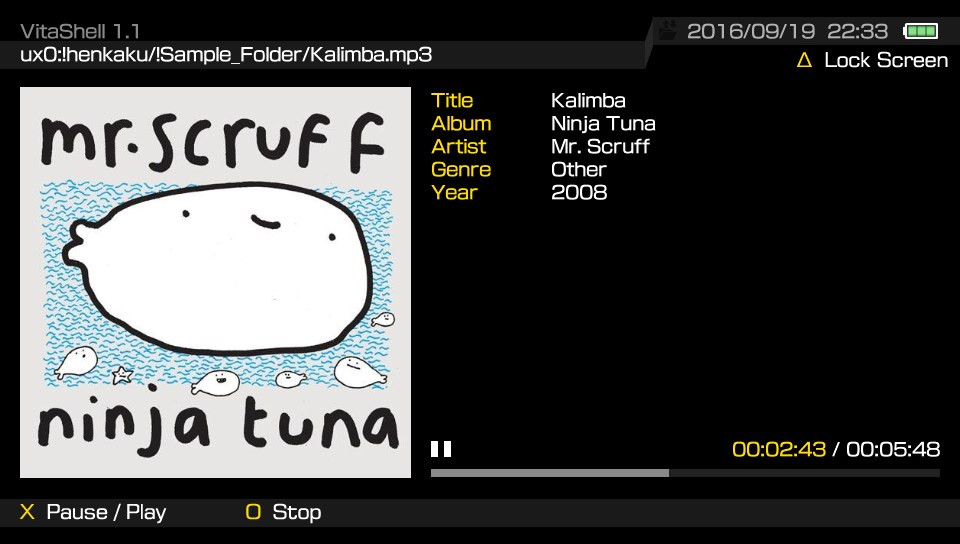 VitaShell 1.1
2016/09/19 22:33
ux0:!henkaku/!Sample_Folder/Kalimba.mp3
Δ Lock Screen
mr.scruff
ninja tuna
Title Kalimba
Album Ninja Tuna
Artist Mr. Scruff
Genre Other
Year 2008
00:02:43 / 00:05:48
X Pause / Play
O Stop